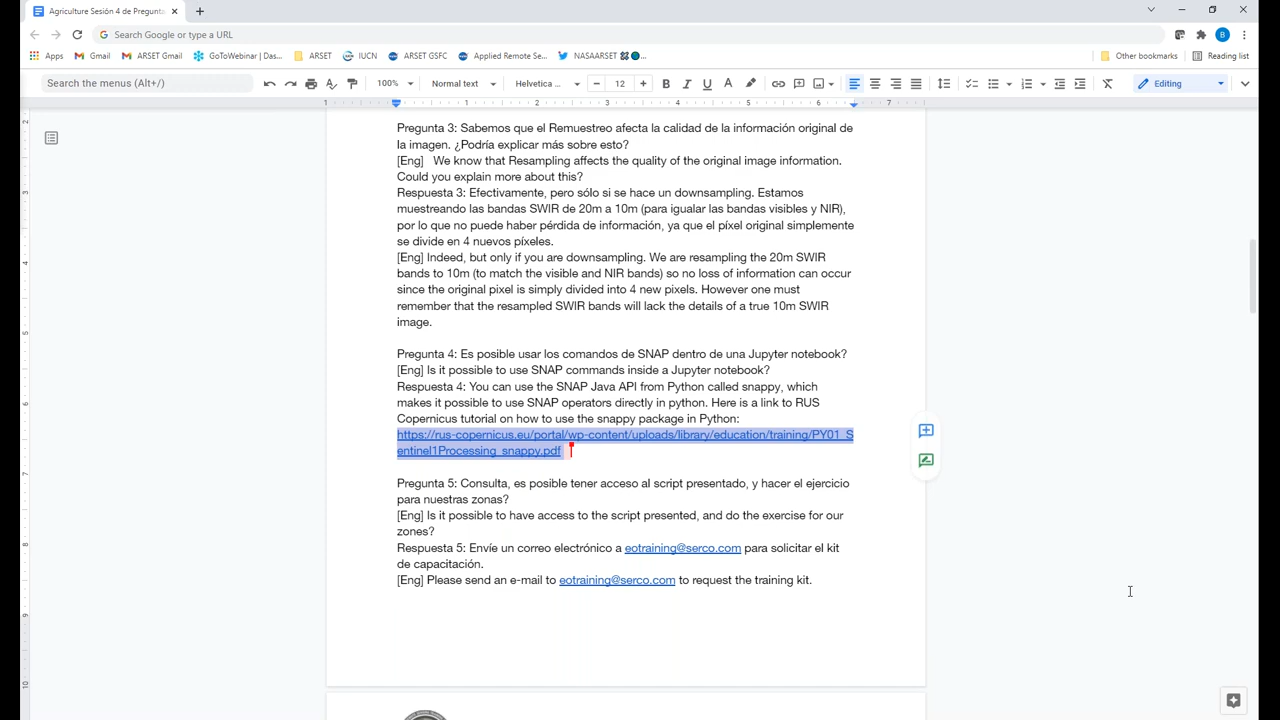 Agriculture Sesión 4 de Pregunta
Search Google or type a URL
B
Apps
Gmail
ARSET Gmail
GoToWebinar | Das...
ARSET
IUCN
ARSET GSFC
Applied Remote Se...
NASAARSET
Other bookmarks
Reading list
Search the menus (Alt+/)
100%
Normal text
Helvetica ...
12
B I U A
Editing
1 1 2 3 4 5 6 7
2
3
4
5
6
7
8
9
10
Pregunta 3: Sabemos que el Remuestreo afecta la calidad de la información original de
la imagen. ¿Podría explicar más sobre esto?
[Eng] We know that Resampling affects the quality of the original image information.
Could you explain more about this?
Respuesta 3: Efectivamente, pero sólo si se hace un downsampling. Estamos
muestreando las bandas SWIR de 20m a 10m (para igualar las bandas visibles y NIR),
por lo que no puede haber pérdida de información, ya que el píxel original simplemente
se divide en 4 nuevos píxeles.
[Eng] Indeed, but only if you are downsampling. We are resampling the 20m SWIR
bands to 10m (to match the visible and NIR bands) so no loss of information can occur
since the original pixel is simply divided into 4 new pixels. However one must
remember that the resampled SWIR bands will lack the details of a true 10m SWIR
image.
Pregunta 4: Es posible usar los comandos de SNAP dentro de una Jupyter notebook?
[Eng] Is it possible to use SNAP commands inside a Jupyter notebook?
Respuesta 4: You can use the SNAP Java API from Python called snappy, which
makes it possible to use SNAP operators directly in python. Here is a link to RUS
Copernicus tutorial on how to use the snappy package in Python:
https://rus-copernicus.eu/portal/wp-content/uploads/library/education/training/PY01_S
entinel1Processing_snappy.pdf
Pregunta 5: Consulta, es posible tener acceso al script presentado, y hacer el ejercicio
para nuestras zonas?
[Eng] Is it possible to have access to the script presented, and do the exercise for our
zones?
Respuesta 5: Envíe un correo electrónico a eotraining@serco.com para solicitar el kit
de capacitación.
[Eng] Please send an e-mail to eotraining@serco.com to request the training kit.